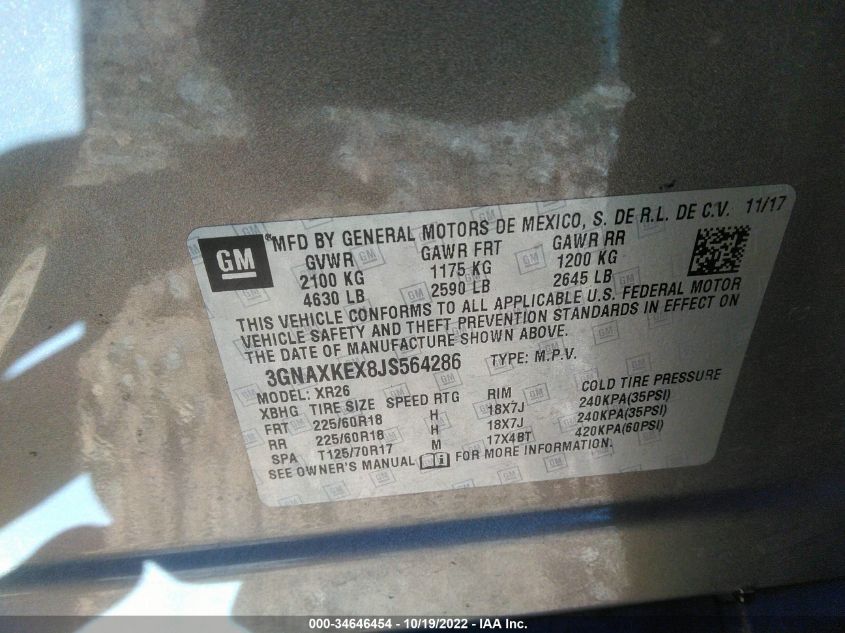 GM
MFD BY GENERAL MOTORS DE MEXICO, S. DE R.L. DE C.V. 11/17
GVWR GAWR FRT GAWR RR
2100 KG 1175 KG 1200 KG
4630 LB 2590 LB 2645 LB
THIS VEHICLE CONFORMS TO ALL APPLICABLE U.S. FEDERAL MOTOR
VEHICLE SAFETY AND THEFT PREVENTION STANDARDS IN EFFECT ON
THE DATE OF MANUFACTURE SHOWN ABOVE.
3GNAXKEX8JS564286 TYPE: M.P.V.
MODEL: XR26
XBHG TIRE SIZE SPEED RTG RIM COLD TIRE PRESSURE
FRT 225/60R18 H 18X7J 240KPA(35PSI)
RR 225/60R18 H 18X7J 240KPA(35PSI)
SPA T125/70R17 M 17X4BT 420KPA(60PSI)
SEE OWNER'S MANUAL FOR MORE INFORMATION.
000-34646454 - 10/19/2022 - IAA Inc.